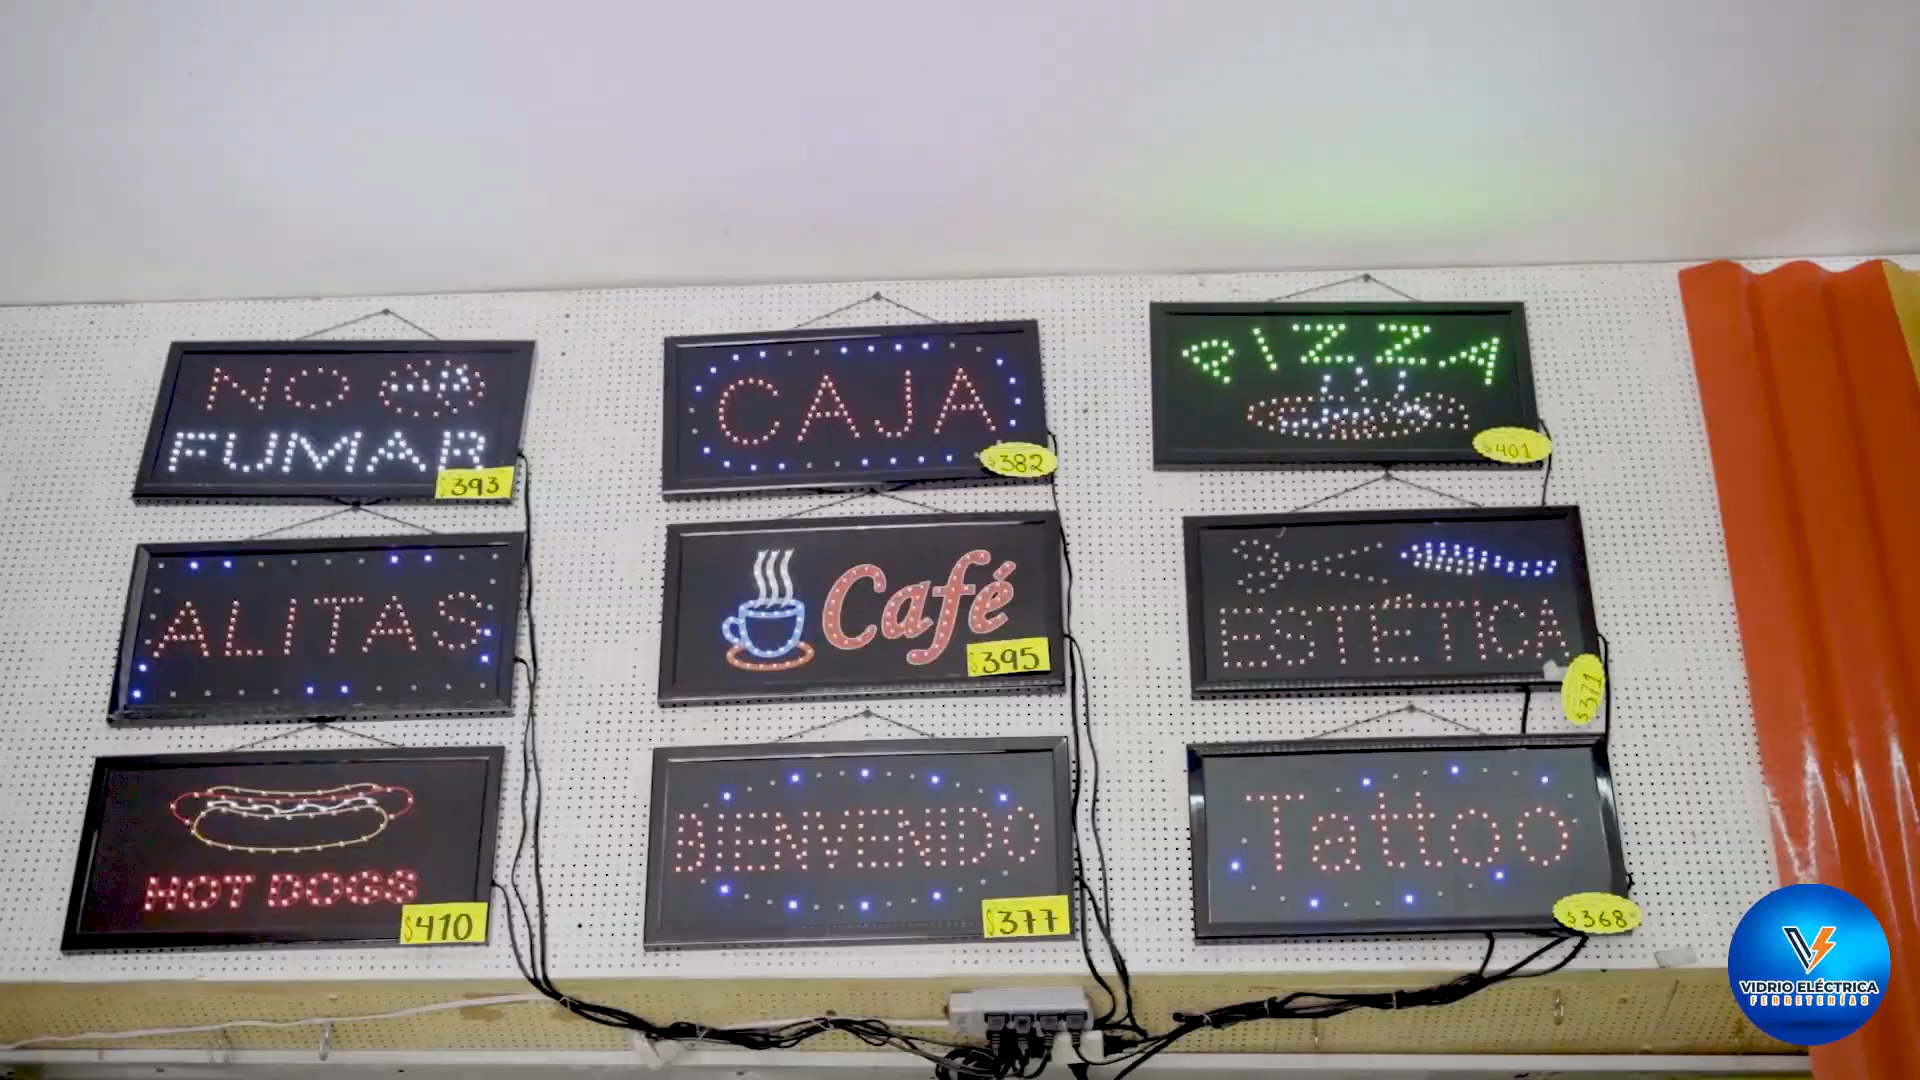 NO
FUMAR
$393
CAJA
$382
PIZZA
$401
ALITAS
Café
$395
ESTÉTICA
$371
HOT DOGS
$410
BIENVENIDO
$377
Tattoo
$368
VIDRIO ELÉCTRICA
FERRETERÍAS